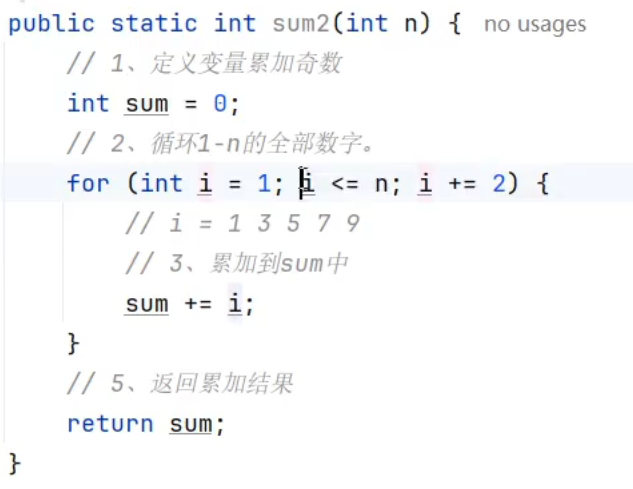 public static int sum2(int n) { no usages
// 1、定义变量累加奇数
int sum = 0;
// 2、循环1-n的全部数字。
for (int i = 1; i <= n; i += 2) {
// i = 1 3 5 7 9
// 3、累加到sum中
sum += i;
}
// 5、返回累加结果
return sum;
}